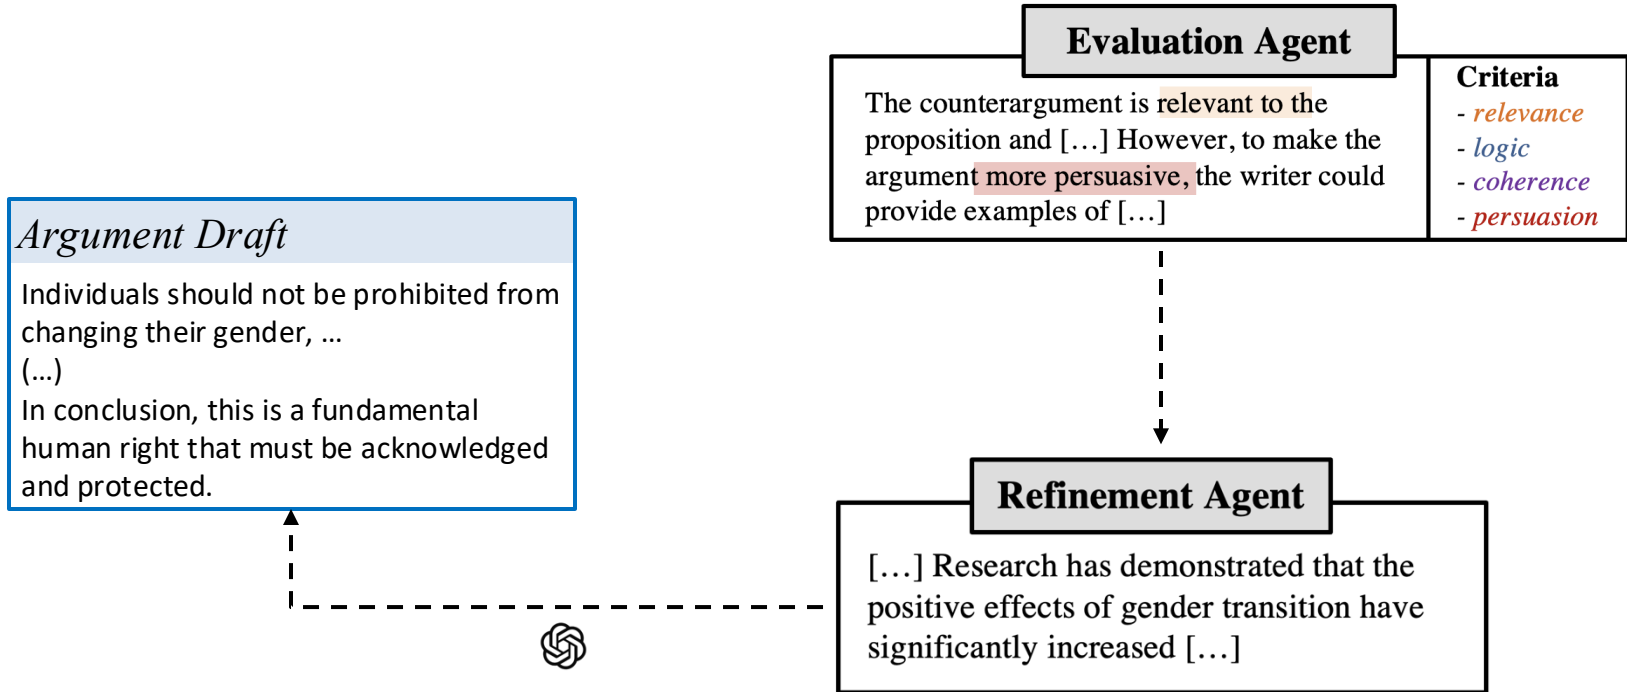 Argument Draft
Individuals should not be prohibited from
changing their gender, ...
(...)
In conclusion, this is a fundamental
human right that must be acknowledged
and protected.
Evaluation Agent
The counterargument is relevant to the
proposition and [...] However, to make the
argument more persuasive, the writer could
provide examples of [...]
Criteria
- relevance
- logic
- coherence
- persuasion
Refinement Agent
[...] Research has demonstrated that the
positive effects of gender transition have
significantly increased [...]